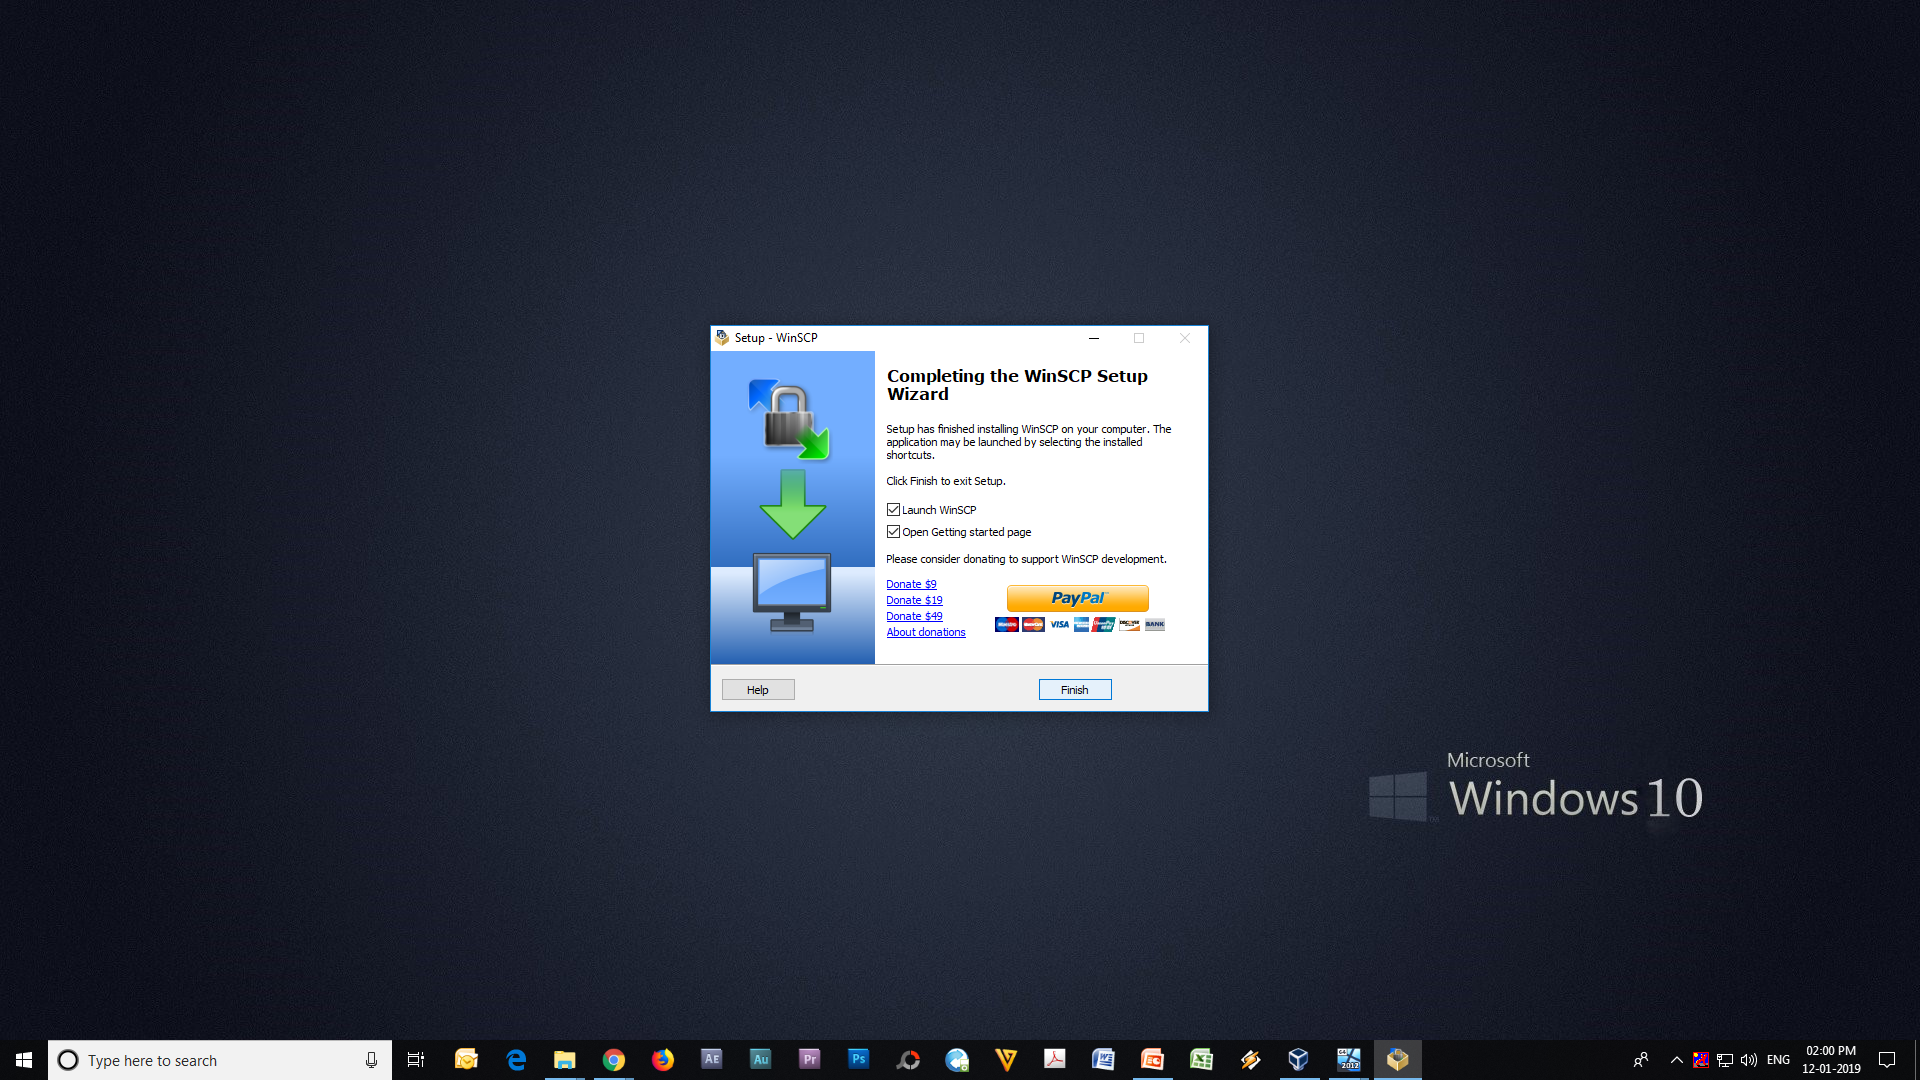 Setup - WinSCP
Completing the WinSCP Setup
Wizard
Setup has finished installing WinSCP on your computer. The
application may be launched by selecting the installed
shortcuts.
Click Finish to exit Setup.
Launch WinSCP
Open Getting started page
Please consider donating to support WinSCP development.
Donate $9
Donate $19
Donate $49
About donations
PayPal
VISA
BANK
Help
Finish
Microsoft
Windows 10
Type here to search
AE
Au
Pr
Ps
2012
ENG
02:00 PM
12-01-2019